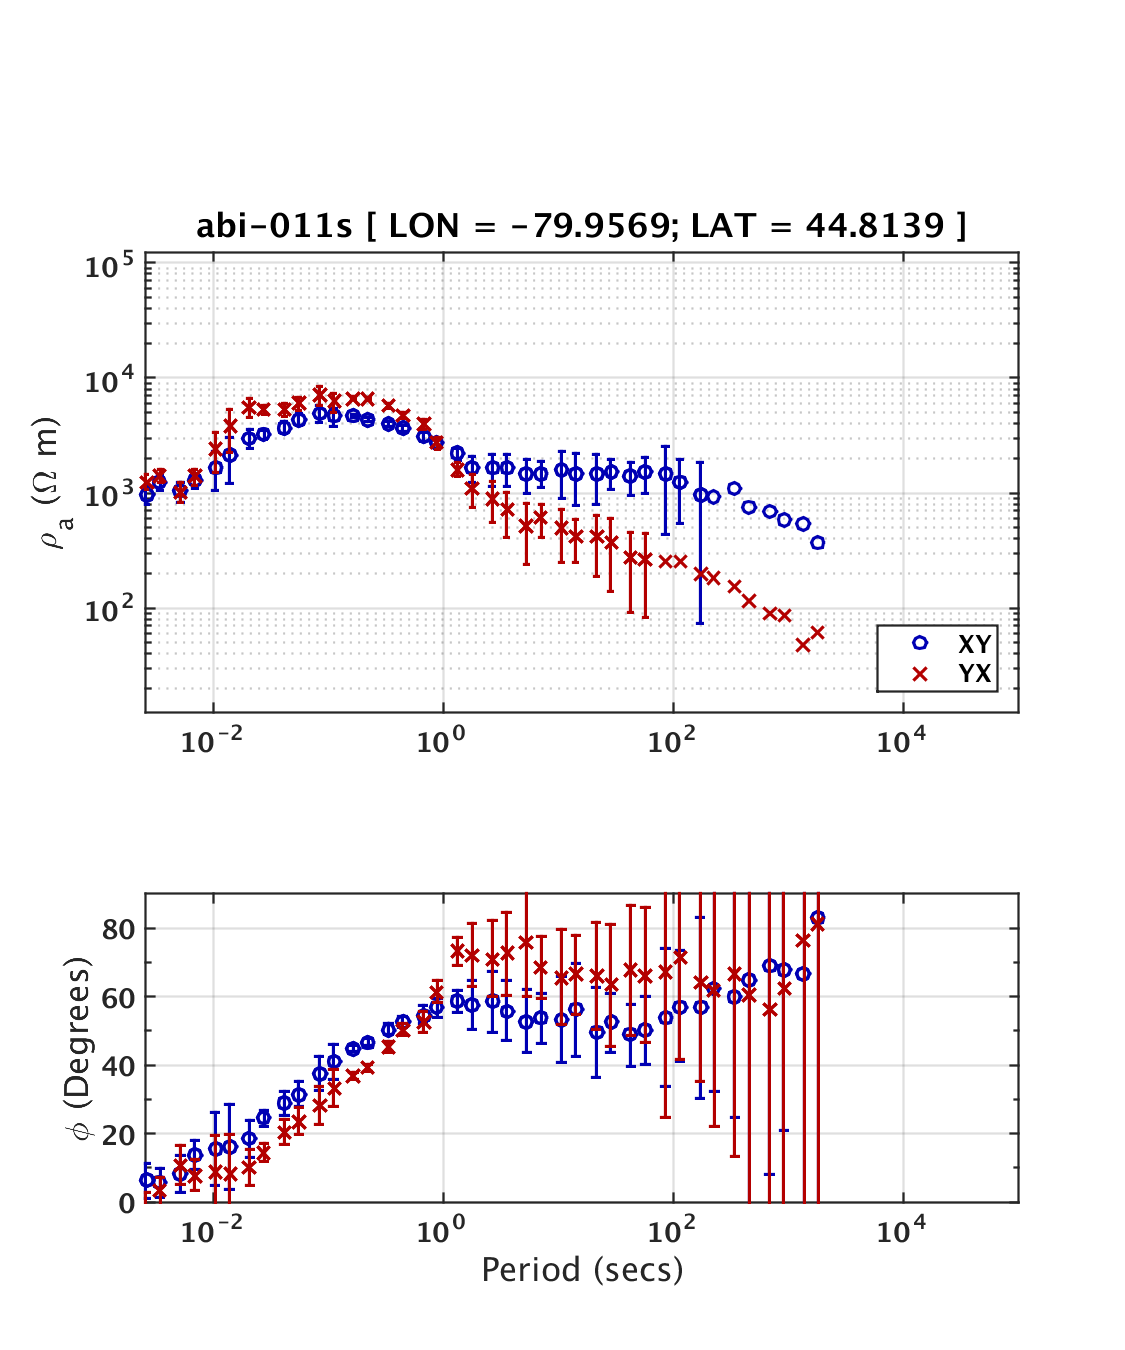 abi-011s [ LON = -79.9569; LAT = 44.8139 ]
10^5
10^4
10^3
10^2
ρ_a (Ω m)
XY
YX
10^-2 10^0 10^2 10^4
80
60
40
20
0
ϕ (Degrees)
10^-2 10^0 10^2 10^4
Period (secs)